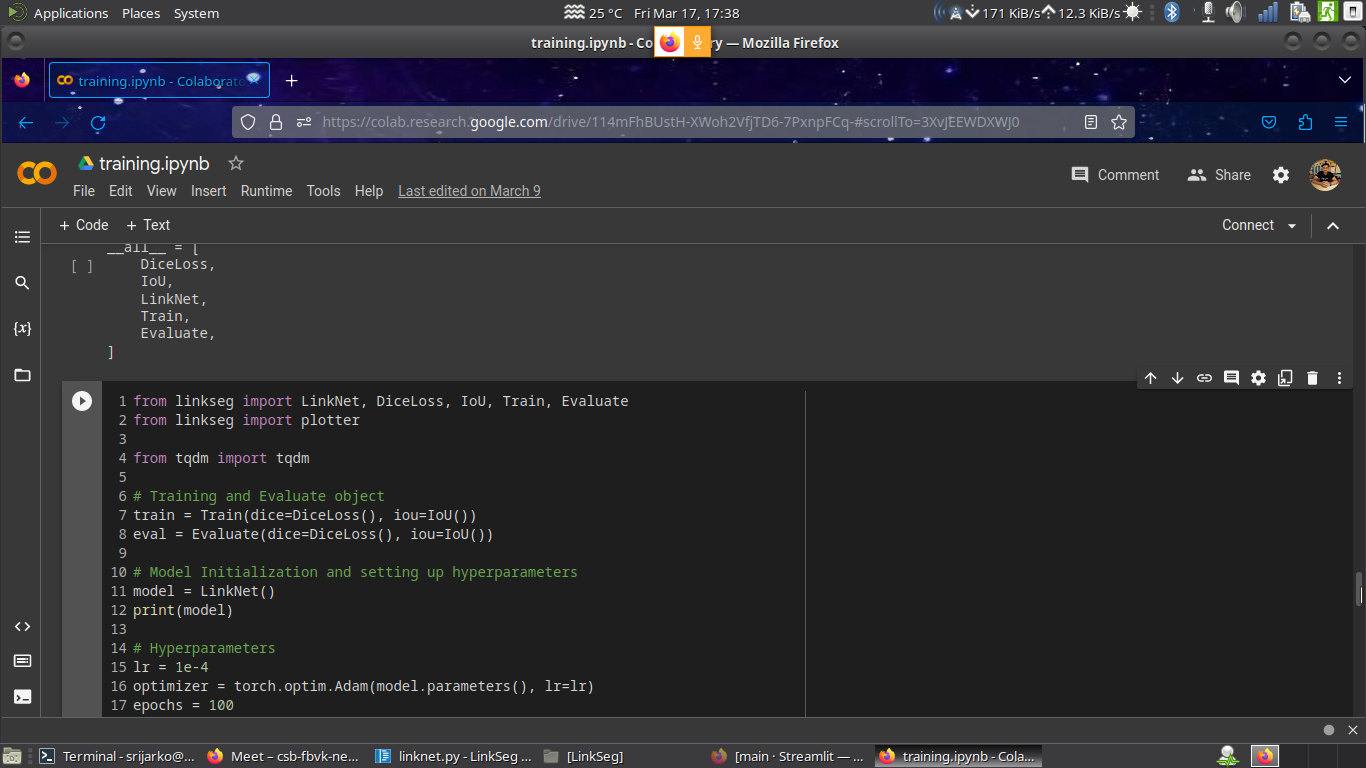 Applications Places System 25 °C Fri Mar 17, 17:38 171 KiB/s 12.3 KiB/s
training.ipynb - Co ry — Mozilla Firefox
training.ipynb - Colaborato
https://colab.research.google.com/drive/114mFhBUstH-XWoh2VfjTD6-7PxnpFCq-#scrollTo=3XvJEEWDXWJ0
training.ipynb
File Edit View Insert Runtime Tools Help Last edited on March 9
Comment Share
+ Code + Text Connect
__all__ = [
[ ] DiceLoss,
IoU,
LinkNet,
Train,
Evaluate,
]
1 from linkseg import LinkNet, DiceLoss, IoU, Train, Evaluate
2 from linkseg import plotter
3
4 from tqdm import tqdm
5
6 # Training and Evaluate object
7 train = Train(dice=DiceLoss(), iou=IoU())
8 eval = Evaluate(dice=DiceLoss(), iou=IoU())
9
10 # Model Initialization and setting up hyperparameters
11 model = LinkNet()
12 print(model)
13
14 # Hyperparameters
15 lr = 1e-4
16 optimizer = torch.optim.Adam(model.parameters(), lr=lr)
17 epochs = 100
Terminal - srijarko@... Meet – csb-fbvk-ne... linknet.py - LinkSeg ... [LinkSeg] [main · Streamlit — ... training.ipynb - Cola...